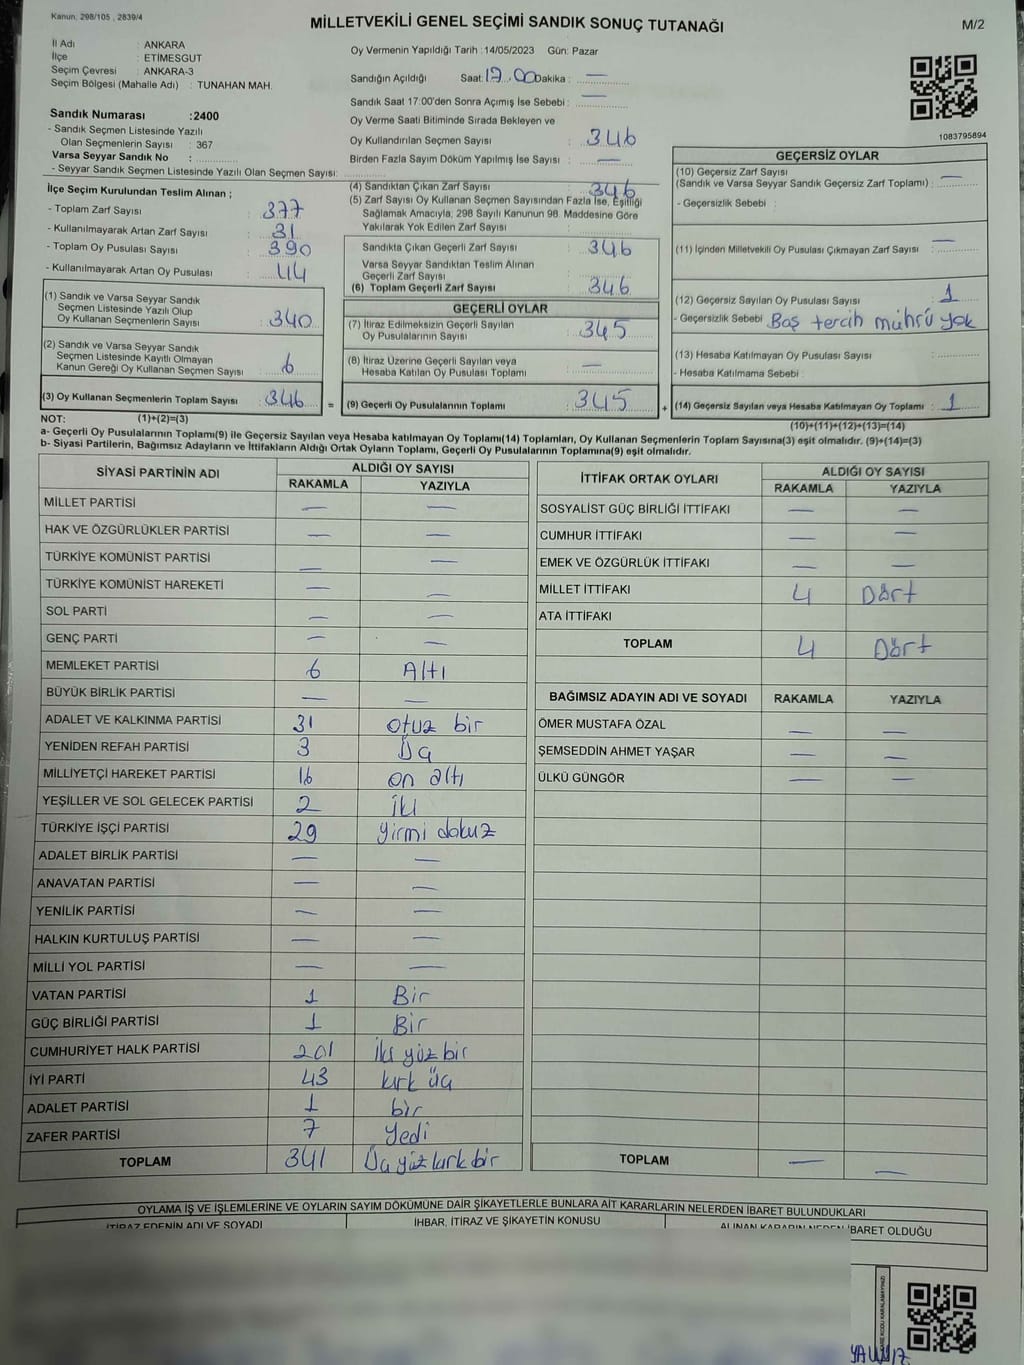 Kanun: 298/105 , 2839/4
MİLLETVEKİLİ GENEL SEÇİMİ SANDIK SONUÇ TUTANAĞI
M/2
İl Adı : ANKARA
İlçe : ETİMESGUT
Seçim Çevresi : ANKARA-3
Seçim Bölgesi (Mahalle Adı) : TUNAHAN MAH.
Oy Vermenin Yapıldığı Tarih :14/05/2023 Gün: Pazar
Sandığın Açıldığı Saat: 17.00 Dakika : —
Sandık Saat 17:00'den Sonra Açımış İse Sebebi : —
Oy Verme Saati Bitiminde Sırada Bekleyen ve
Oy Kullandırılan Seçmen Sayısı : 346
Birden Fazla Sayım Döküm Yapılmış İse Sayısı : —
1083795894
Sandık Numarası :2400
- Sandık Seçmen Listesinde Yazılı
Olan Seçmenlerin Sayısı : 367
Varsa Seyyar Sandık No :
- Seyyar Sandık Seçmen Listesinde Yazılı Olan Seçmen Sayısı:
İlçe Seçim Kurulundan Teslim Alınan ;
- Toplam Zarf Sayısı : 377
- Kullanılmayarak Artan Zarf Sayısı : 31
- Toplam Oy Pusulası Sayısı : 390
- Kullanılmayarak Artan Oy Pusulası : 44
(1) Sandık ve Varsa Seyyar Sandık
Seçmen Listesinde Yazılı Olup
Oy Kullanan Seçmenlerin Sayısı : 340
(2) Sandık ve Varsa Seyyar Sandık
Seçmen Listesinde Kayıtlı Olmayan
Kanun Gereği Oy Kullanan Seçmen Sayısı : 6
(3) Oy Kullanan Seçmenlerin Toplam Sayısı : 346 =
(4) Sandıktan Çıkan Zarf Sayısı : 346
(5) Zarf Sayısı Oy Kullanan Seçmen Sayısından Fazla İse, Eşitliği
Sağlamak Amacıyla, 298 Sayılı Kanunun 98. Maddesine Göre
Yakılarak Yok Edilen Zarf Sayısı :
Sandıkta Çıkan Geçerli Zarf Sayısı : 346
Varsa Seyyar Sandıktan Teslim Alınan
Geçerli Zarf Sayısı :
(6) Toplam Geçerli Zarf Sayısı : 346
GEÇERLİ OYLAR
(7) İtiraz Edilmeksizin Geçerli Sayılan
Oy Pusulalarının Sayısı : 345
(8) İtiraz Üzerine Geçerli Sayılan veya
Hesaba Katılan Oy Pusulası Toplamı : —
(9) Geçerli Oy Pusulalarının Toplamı : 345 +
GEÇERSİZ OYLAR
(10) Geçersiz Zarf Sayısı
(Sandık ve Varsa Seyyar Sandık Geçersiz Zarf Toplamı) : —
- Geçersizlik Sebebi :
(11) İçinden Milletvekili Oy Pusulası Çıkmayan Zarf Sayısı : —
(12) Geçersiz Sayılan Oy Pusulası Sayısı : 1
- Geçersizlik Sebebi : Boş tercih mührü yok
(13) Hesaba Katılmayan Oy Pusulası Sayısı :
- Hesaba Katılmama Sebebi :
(14) Geçersiz Sayılan veya Hesaba Katılmayan Oy Toplamı : 1
NOT: (1)+(2)=(3)
(10)+(11)+(12)+(13)=(14)
a- Geçerli Oy Pusulalarının Toplamı(9) ile Geçersiz Sayılan veya Hesaba katılmayan Oy Toplamı(14) Toplamları, Oy Kullanan Seçmenlerin Toplam Sayısına(3) eşit olmalıdır. (9)+(14)=(3)
b- Siyasi Partilerin, Bağımsız Adayların ve İttifakların Aldığı Ortak Oyların Toplamı, Geçerli Oy Pusulalarının Toplamına(9) eşit olmalıdır.
SİYASİ PARTİNİN ADI ALDIĞI OY SAYISI
RAKAMLA YAZIYLA
MİLLET PARTİSİ — —
HAK VE ÖZGÜRLÜKLER PARTİSİ — —
TÜRKİYE KOMÜNİST PARTİSİ — —
TÜRKİYE KOMÜNİST HAREKETİ — —
SOL PARTİ — —
GENÇ PARTİ — —
MEMLEKET PARTİSİ 6 Altı
BÜYÜK BİRLİK PARTİSİ — —
ADALET VE KALKINMA PARTİSİ 31 otuz bir
YENİDEN REFAH PARTİSİ 3 Üç
MİLLİYETÇİ HAREKET PARTİSİ 16 on altı
YEŞİLLER VE SOL GELECEK PARTİSİ 2 iki
TÜRKİYE İŞÇİ PARTİSİ 29 yirmi dokuz
ADALET BİRLİK PARTİSİ — —
ANAVATAN PARTİSİ — —
YENİLİK PARTİSİ — —
HALKIN KURTULUŞ PARTİSİ — —
MİLLİ YOL PARTİSİ — —
VATAN PARTİSİ 1 Bir
GÜÇ BİRLİĞİ PARTİSİ 1 Bir
CUMHURİYET HALK PARTİSİ 201 iki yüz bir
İYİ PARTİ 43 kırk üç
ADALET PARTİSİ 1 bir
ZAFER PARTİSİ 7 Yedi
TOPLAM 341 Üç yüz kırk bir
İTTİFAK ORTAK OYLARI ALDIĞI OY SAYISI
RAKAMLA YAZIYLA
SOSYALİST GÜÇ BİRLİĞİ İTTİFAKI — —
CUMHUR İTTİFAKI — —
EMEK VE ÖZGÜRLÜK İTTİFAKI — —
MİLLET İTTİFAKI 4 Dört
ATA İTTİFAKI
TOPLAM 4 Dört
BAĞIMSIZ ADAYIN ADI VE SOYADI RAKAMLA YAZIYLA
ÖMER MUSTAFA ÖZAL — —
ŞEMSEDDİN AHMET YAŞAR — —
ÜLKÜ GÜNGÖR — —
TOPLAM — —
OYLAMA İŞ VE İŞLEMLERİNE VE OYLARIN SAYIM DÖKÜMÜNE DAİR ŞİKAYETLERLE BUNLARA AİT KARARLARIN NELERDEN İBARET BULUNDUKLARI
İTİRAZ EDENİN ADI VE SOYADI
İHBAR, İTİRAZ VE ŞİKAYETİN KONUSU
ALINAN KARARIN NEDEN İBARET OLDUĞU